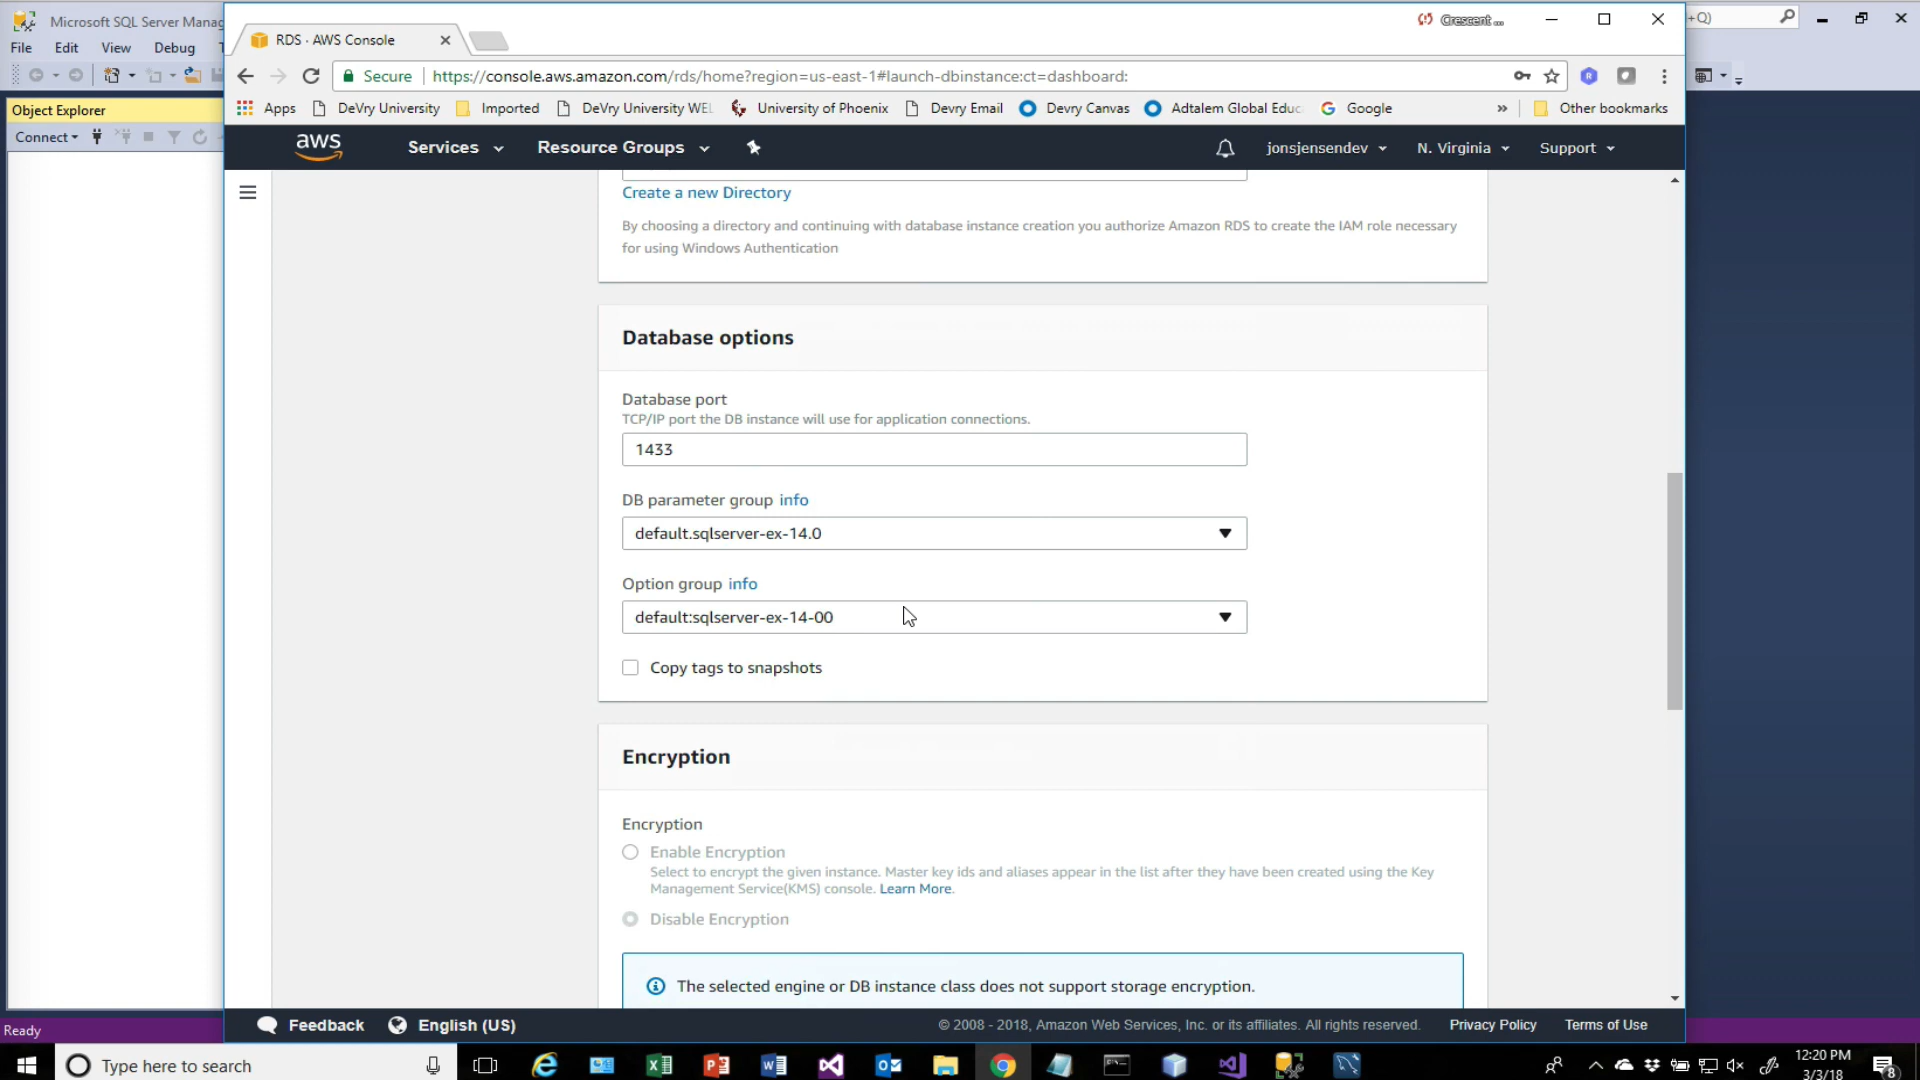 Microsoft SQL Server Manag
File Edit View Debug
Object Explorer
Connect
Ready
RDS · AWS Console
Crescent ...
+Q)
Secure https://console.aws.amazon.com/rds/home?region=us-east-1#launch-dbinstance:ct=dashboard:
Apps DeVry University Imported DeVry University WEL University of Phoenix Devry Email Devry Canvas Adtalem Global Educ Google » Other bookmarks
aws Services Resource Groups jonsjensendev N. Virginia Support
Create a new Directory
By choosing a directory and continuing with database instance creation you authorize Amazon RDS to create the IAM role necessary
for using Windows Authentication
Database options
Database port
TCP/IP port the DB instance will use for application connections.
1433
DB parameter group info
default.sqlserver-ex-14.0
Option group info
default:sqlserver-ex-14-00
Copy tags to snapshots
Encryption
Encryption
Enable Encryption
Select to encrypt the given instance. Master key ids and aliases appear in the list after they have been created using the Key
Management Service(KMS) console. Learn More.
Disable Encryption
The selected engine or DB instance class does not support storage encryption.
Feedback English (US) © 2008 - 2018, Amazon Web Services, Inc. or its affiliates. All rights reserved. Privacy Policy Terms of Use
Type here to search
12:20 PM
3/3/18
8